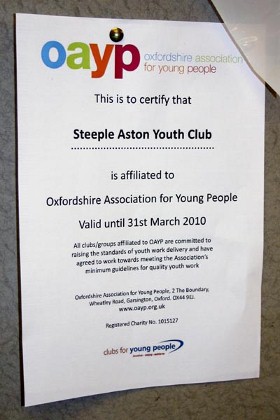 oayp oxfordshire association
for young people
This is to certify that
Steeple Aston Youth Club
is affiliated to
Oxfordshire Association for Young People
Valid until 31st March 2010
All clubs/groups affiliated to OAYP are committed to
raising the standards of youth work delivery and have
agreed to work towards meeting the Association's
minimum guidelines for quality youth work
Oxfordshire Association for Young People, 2 The Boundary,
Wheatley Road, Garsington, Oxford. OX44 9EJ.
www.oayp.org.uk
Registered Charity No. 1015127
clubs for young people